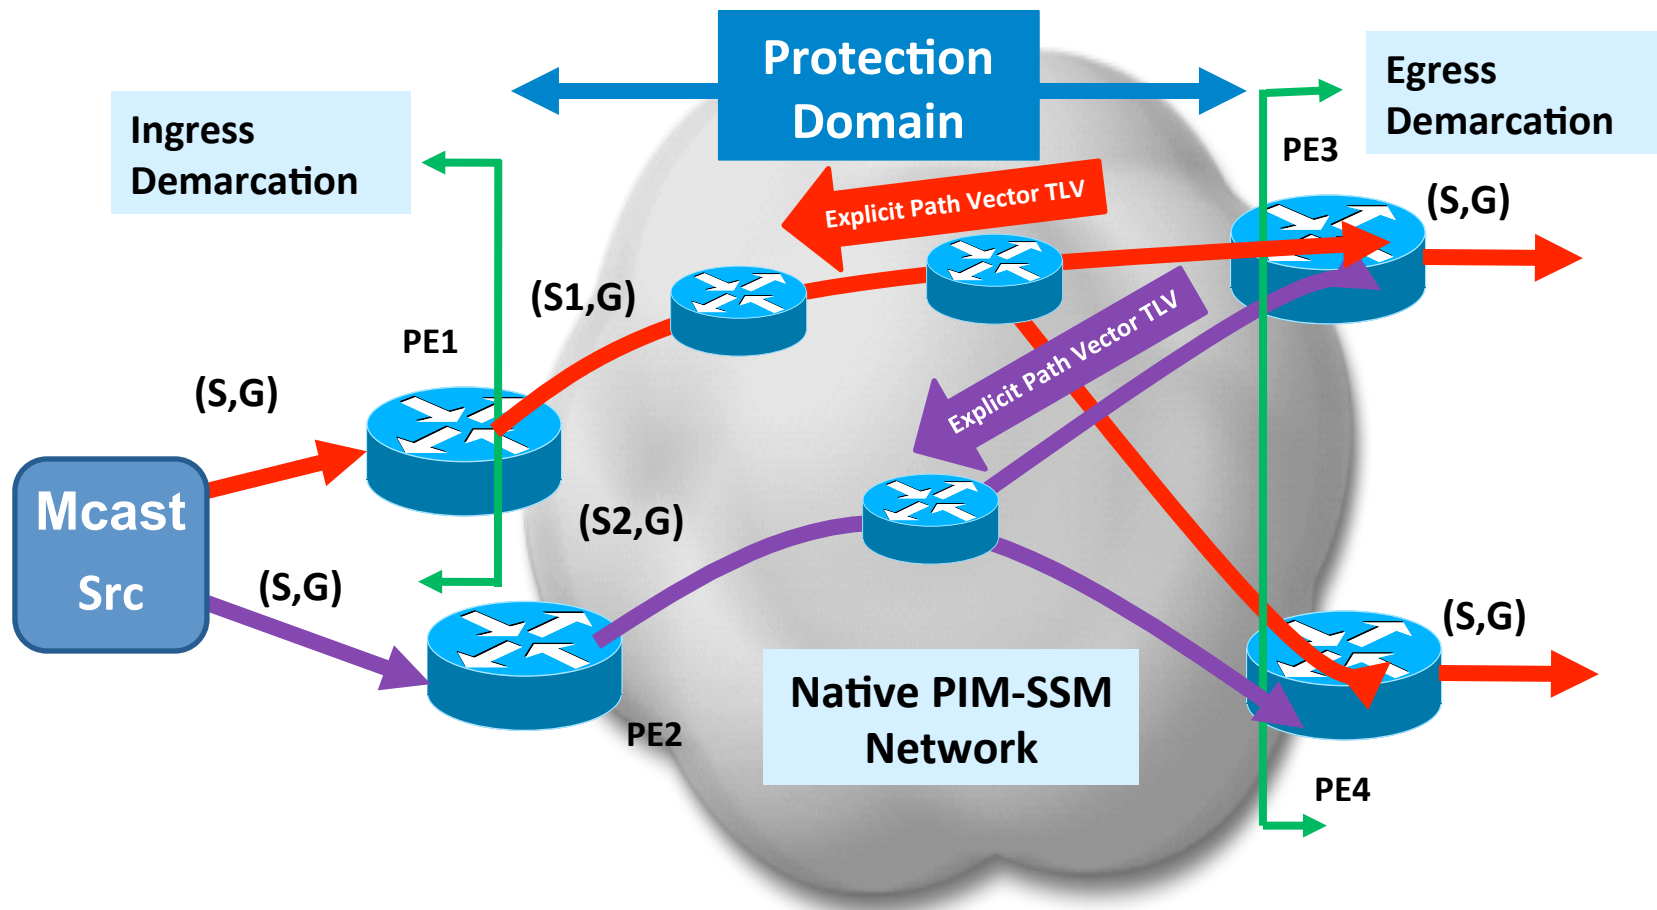 Protection
Domain
Egress
Demarcation
Ingress
Demarcation
PE3
Explicit Path Vector TLV
(S,G)
(S1,G)
PE1
Explicit Path Vector TLV
(S,G)
Mcast
Src
(S2,G)
(S,G)
(S,G)
PE2
Native PIM-SSM
Network
PE4